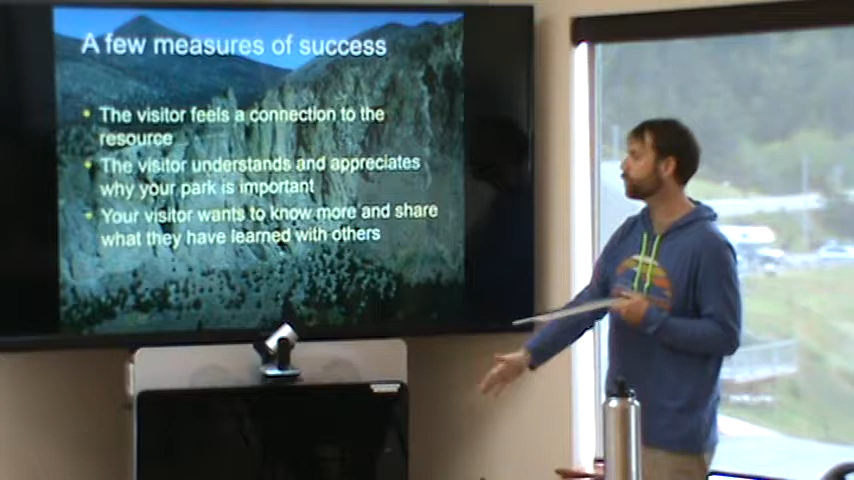 A few measures of success
• The visitor feels a connection to the
resource
• The visitor understands and appreciates
why your park is important
• Your visitor wants to know more and share
what they have learned with others